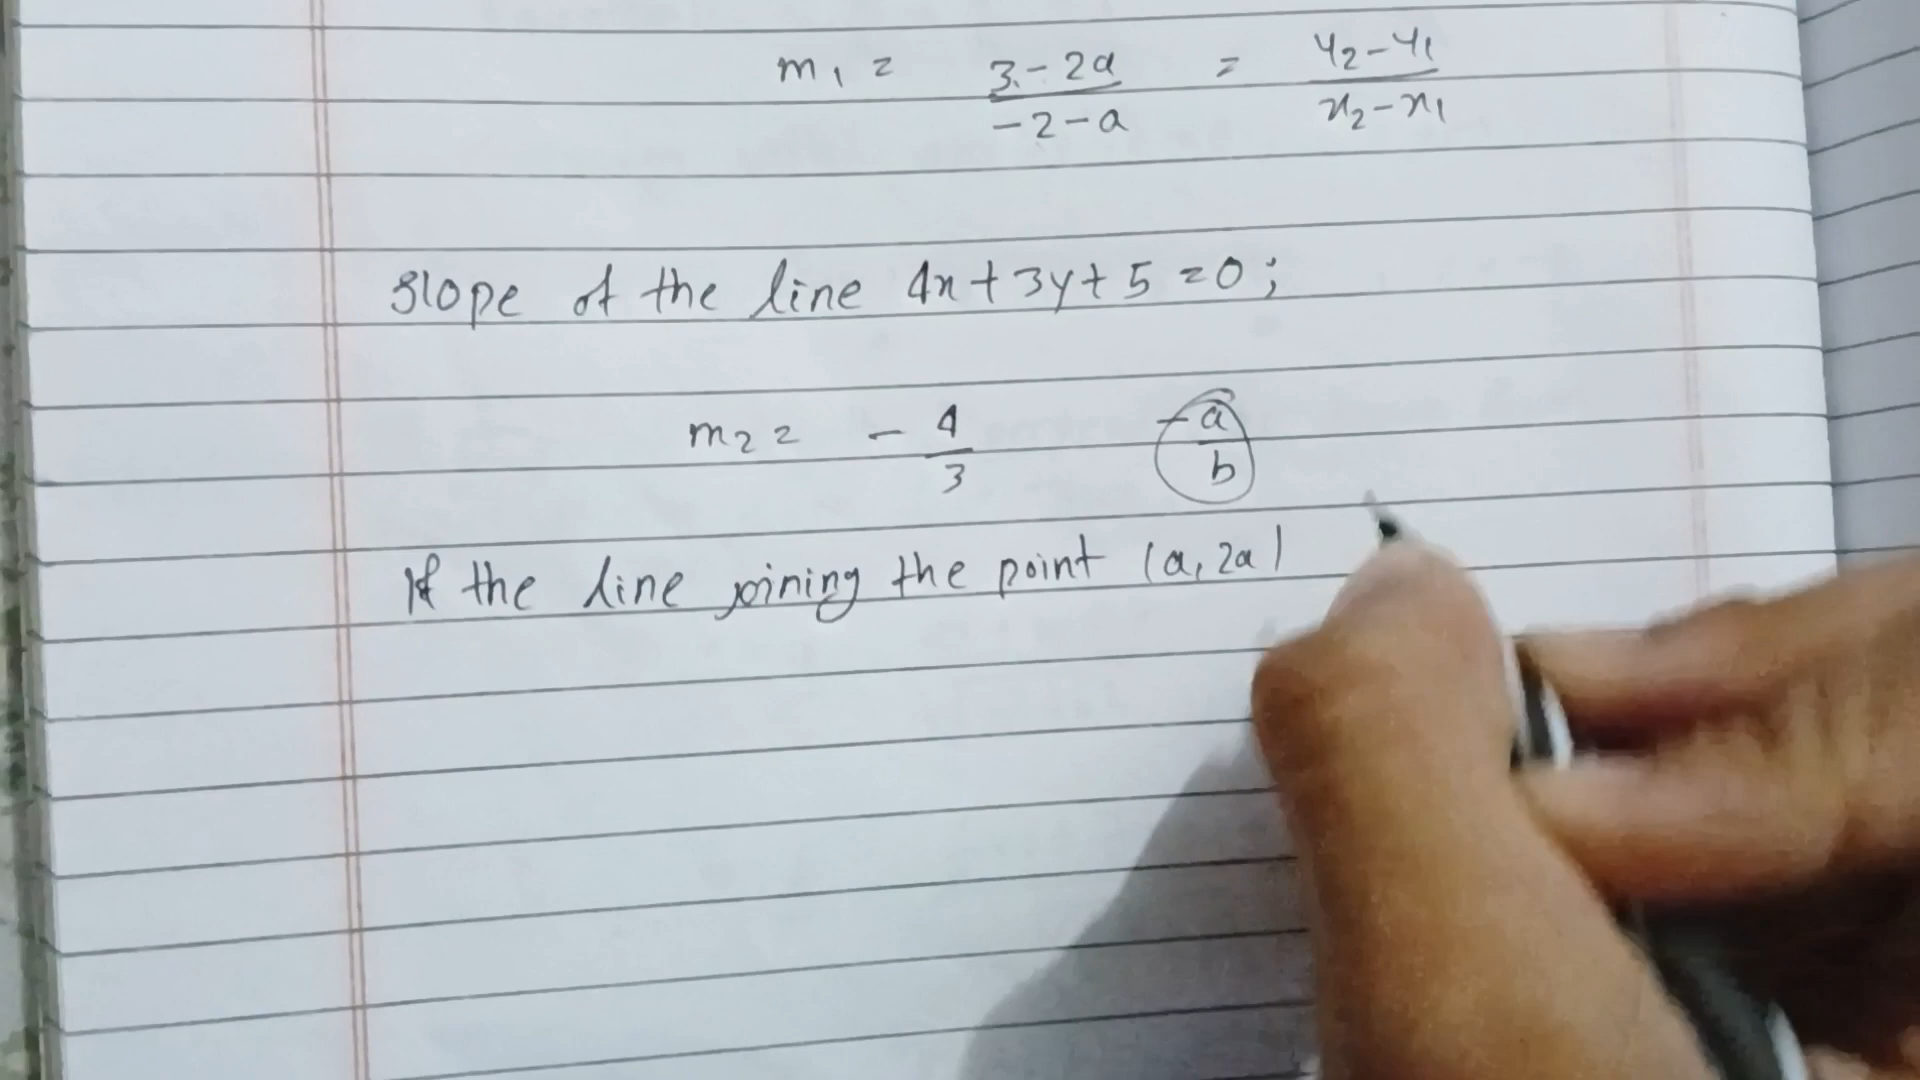 m₁ = 3-2a / -2-a = y₂-y₁ / x₂-x₁
slope of the line 4x+3y+5=0;
m₂ = - 4/3 -a/b
If the line joining the point (a, 2a)